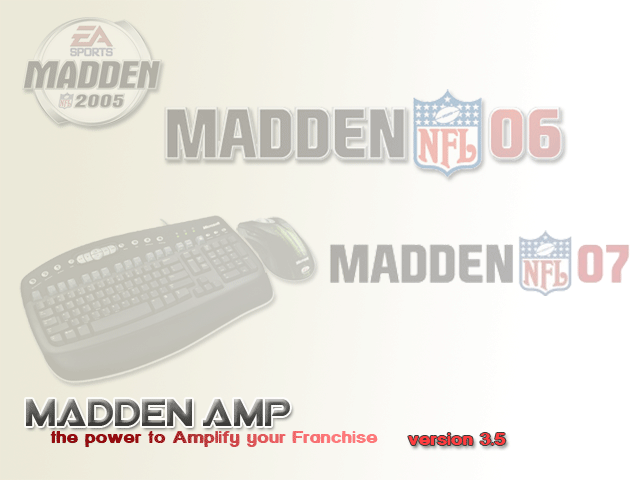 EA
SPORTS
MADDEN
NFL 2005
MADDEN NFL 06
MADDEN NFL 07
MADDEN AMP
the power to Amplify your Franchise
version 3.5